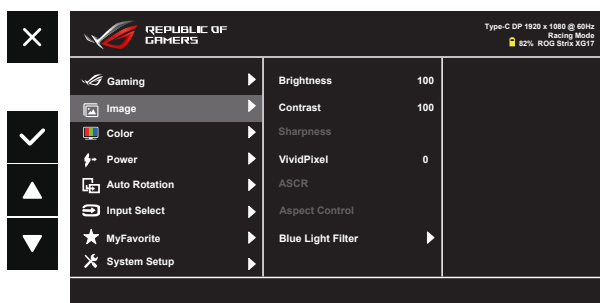 REPUBLIC OF
GAMERS
Type-C DP 1920 x 1080 @ 60Hz
Racing Mode
82% ROG Strix XG17
Gaming
Image
Color
Power
Auto Rotation
Input Select
MyFavorite
System Setup
Brightness 100
Contrast 100
Sharpness
VividPixel 0
ASCR
Aspect Control
Blue Light Filter